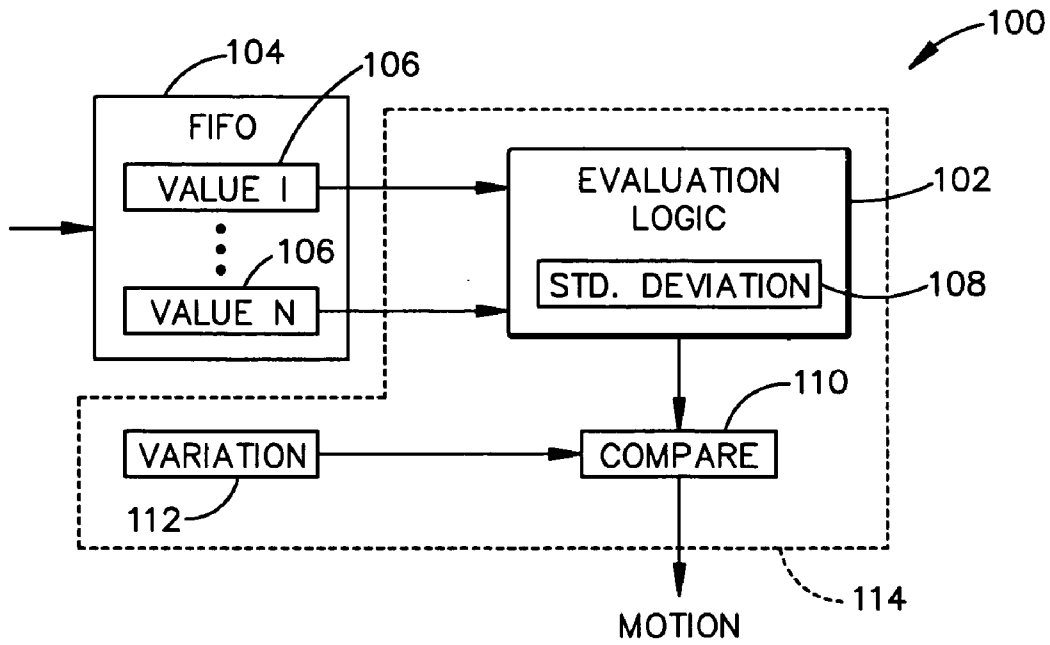 100
104
106
FIFO
VALUE 1
EVALUATION
LOGIC
102
106
STD. DEVIATION
108
VALUE N
110
VARIATION
COMPARE
112
114
MOTION